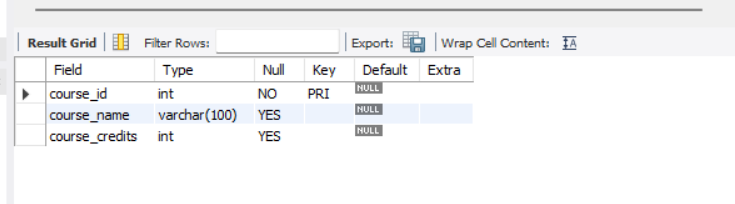 Result Grid Filter Rows: Export: Wrap Cell Content: IA
Field Type Null Key Default Extra
course_id int NO PRI NULL
course_name varchar(100) YES NULL
course_credits int YES NULL